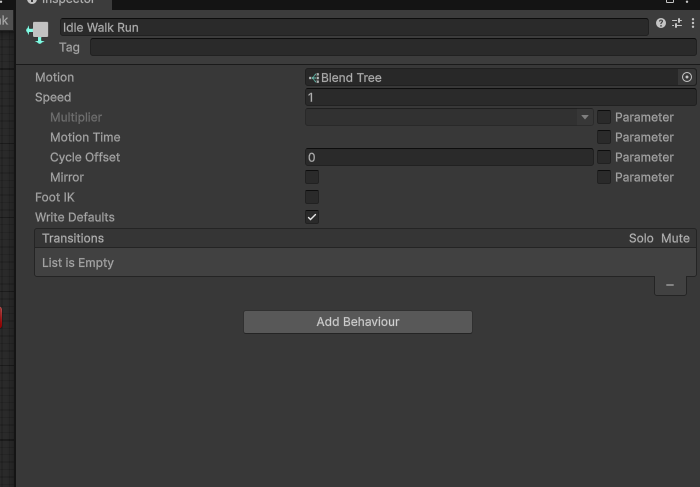 Inspector
Idle Walk Run
Tag
Motion Blend Tree
Speed 1
Multiplier Parameter
Motion Time Parameter
Cycle Offset 0 Parameter
Mirror Parameter
Foot IK
Write Defaults
Transitions Solo Mute
List is Empty
Add Behaviour